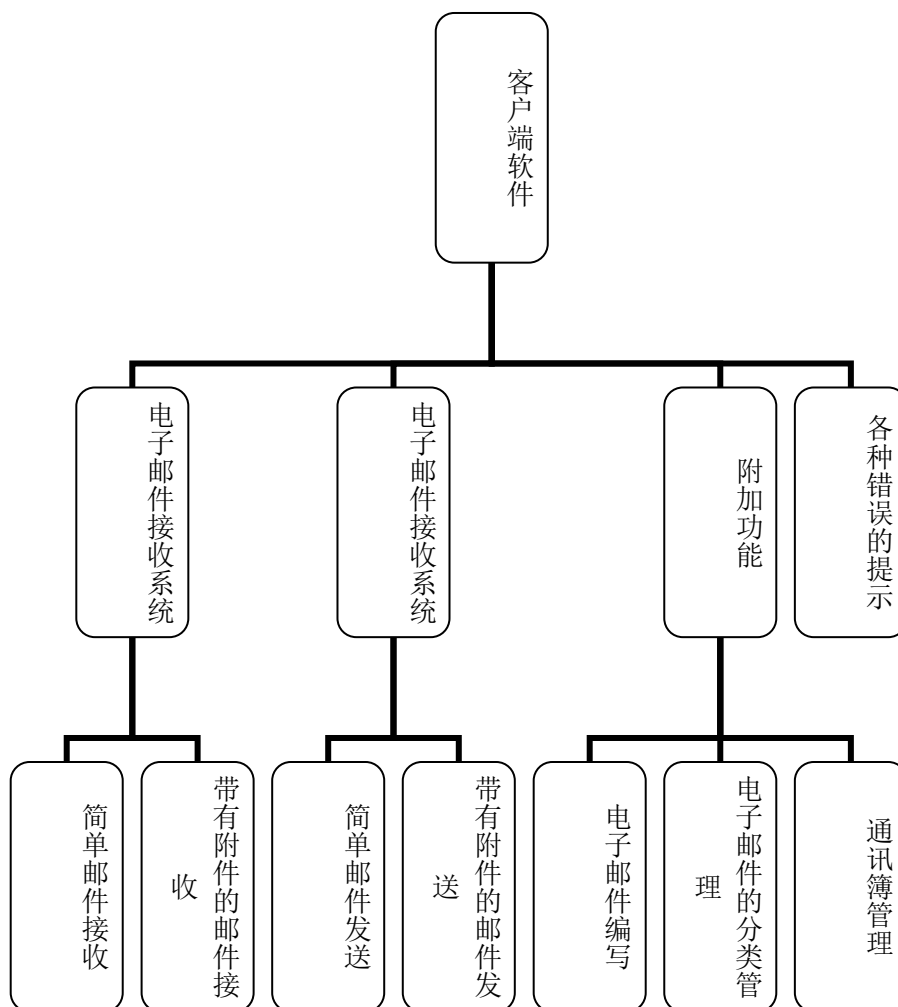 客户端软件
电子邮件接收系统
电子邮件接收系统
附加功能
各种错误的提示
简单邮件接收
带有附件的邮件接
收
简单邮件发送
带有附件的邮件发
送
电子邮件编写
电子邮件的分类管
理
通讯簿管理